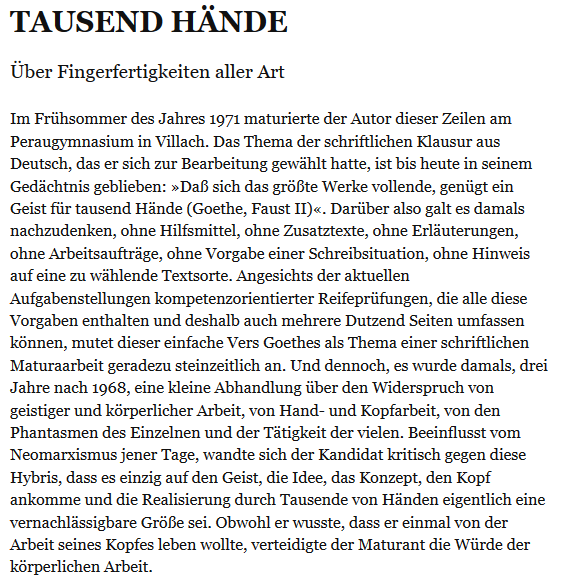 TAUSEND HÄNDE
Über Fingerfertigkeiten aller Art
Im Frühsommer des Jahres 1971 maturierte der Autor dieser Zeilen am
Peraugymnasium in Villach. Das Thema der schriftlichen Klausur aus
Deutsch, das er sich zur Bearbeitung gewählt hatte, ist bis heute in seinem
Gedächtnis geblieben: »Daß sich das größte Werke vollende, genügt ein
Geist für tausend Hände (Goethe, Faust II)«. Darüber also galt es damals
nachzudenken, ohne Hilfsmittel, ohne Zusatztexte, ohne Erläuterungen,
ohne Arbeitsaufträge, ohne Vorgabe einer Schreibsituation, ohne Hinweis
auf eine zu wählende Textsorte. Angesichts der aktuellen
Aufgabenstellungen kompetenzorientierter Reifeprüfungen, die alle diese
Vorgaben enthalten und deshalb auch mehrere Dutzend Seiten umfassen
können, mutet dieser einfache Vers Goethes als Thema einer schriftlichen
Maturaarbeit geradezu steinzeitlich an. Und dennoch, es wurde damals, drei
Jahre nach 1968, eine kleine Abhandlung über den Widerspruch von
geistiger und körperlicher Arbeit, von Hand- und Kopfarbeit, von den
Phantasmen des Einzelnen und der Tätigkeit der vielen. Beeinflusst vom
Neomarxismus jener Tage, wandte sich der Kandidat kritisch gegen diese
Hybris, dass es einzig auf den Geist, die Idee, das Konzept, den Kopf
ankomme und die Realisierung durch Tausende von Händen eigentlich eine
vernachlässigbare Größe sei. Obwohl er wusste, dass er einmal von der
Arbeit seines Kopfes leben wollte, verteidigte der Maturant die Würde der
körperlichen Arbeit.